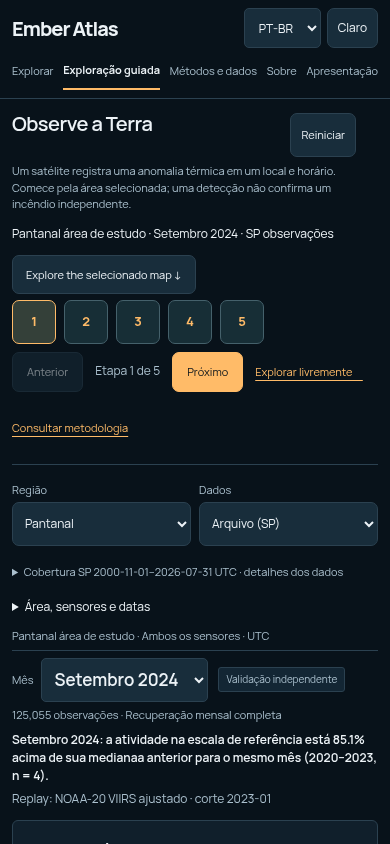 Ember Atlas
PT-BR
Claro
Explorar
Exploração guiada
Métodos e dados
Sobre
Apresentação
Observe a Terra
Reiniciar
Um satélite registra uma anomalia térmica em um local e horário.
Comece pela área selecionada; uma detecção não confirma um
incêndio independente.
Pantanal área de estudo · Setembro 2024 · SP observações
Explore the selecionado map ↓
1
2
3
4
5
Anterior
Etapa 1 de 5
Próximo
Explorar livremente
Consultar metodologia
Região
Dados
Pantanal
Arquivo (SP)
▶ Cobertura SP 2000-11-01–2026-07-31 UTC · detalhes dos dados
▶ Área, sensores e datas
Pantanal área de estudo · Ambos os sensores · UTC
Mês
Setembro 2024
Validação independente
125,055 observações · Recuperação mensal completa
Setembro 2024: a atividade na escala de referência está 85.1%
acima de sua medianaa anterior para o mesmo mês (2020–2023,
n = 4).
Replay: NOAA-20 VIIRS ajustado · corte 2023-01